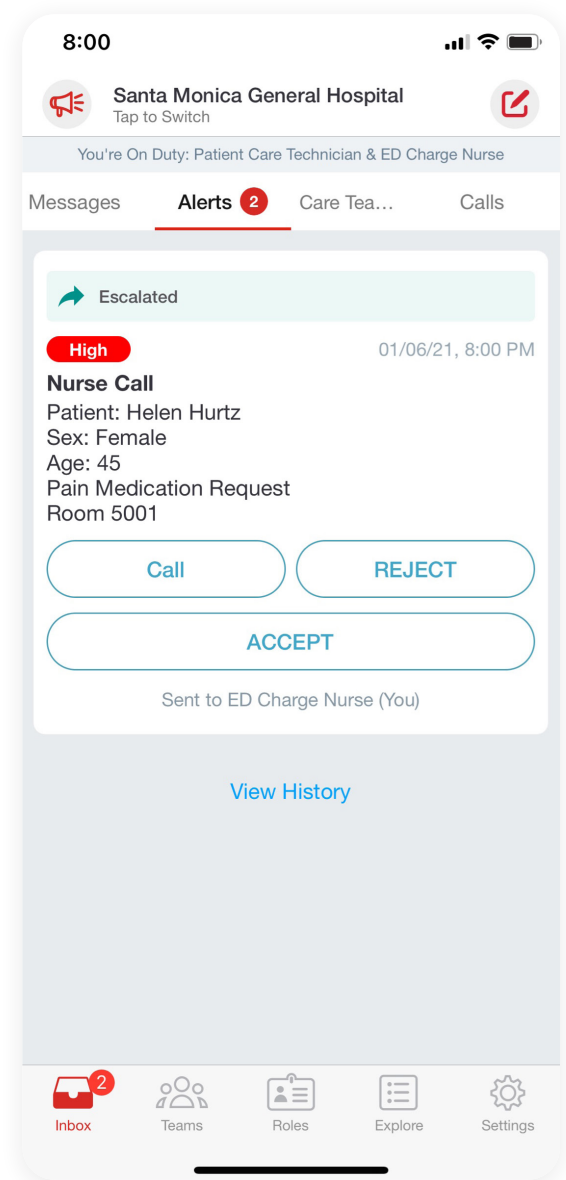 8:00
Santa Monica General Hospital
Tap to Switch
You're On Duty: Patient Care Technician & ED Charge Nurse
Messages Alerts 2 Care Tea... Calls
Escalated
High 01/06/21, 8:00 PM
Nurse Call
Patient: Helen Hurtz
Sex: Female
Age: 45
Pain Medication Request
Room 5001
Call REJECT
ACCEPT
Sent to ED Charge Nurse (You)
View History
2
Inbox Teams Roles Explore Settings